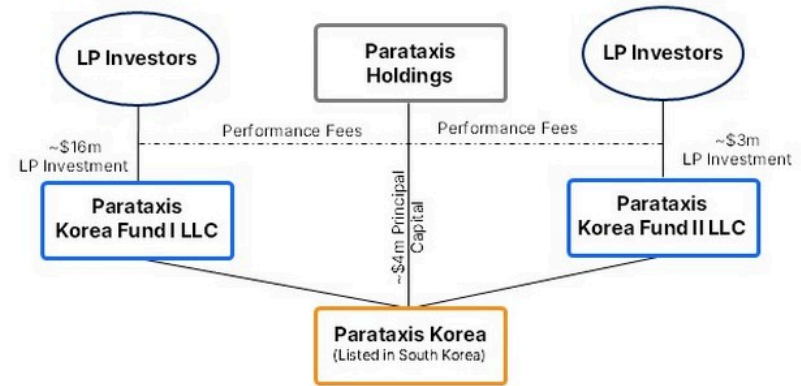 LP Investors
Parataxis
Holdings
LP Investors
Performance Fees
Performance Fees
~$16m
LP Investment
~$3m
LP Investment
Parataxis
Korea Fund I LLC
~$4m Principal
Capital
Parataxis
Korea Fund II LLC
Parataxis Korea
(Listed in South Korea)